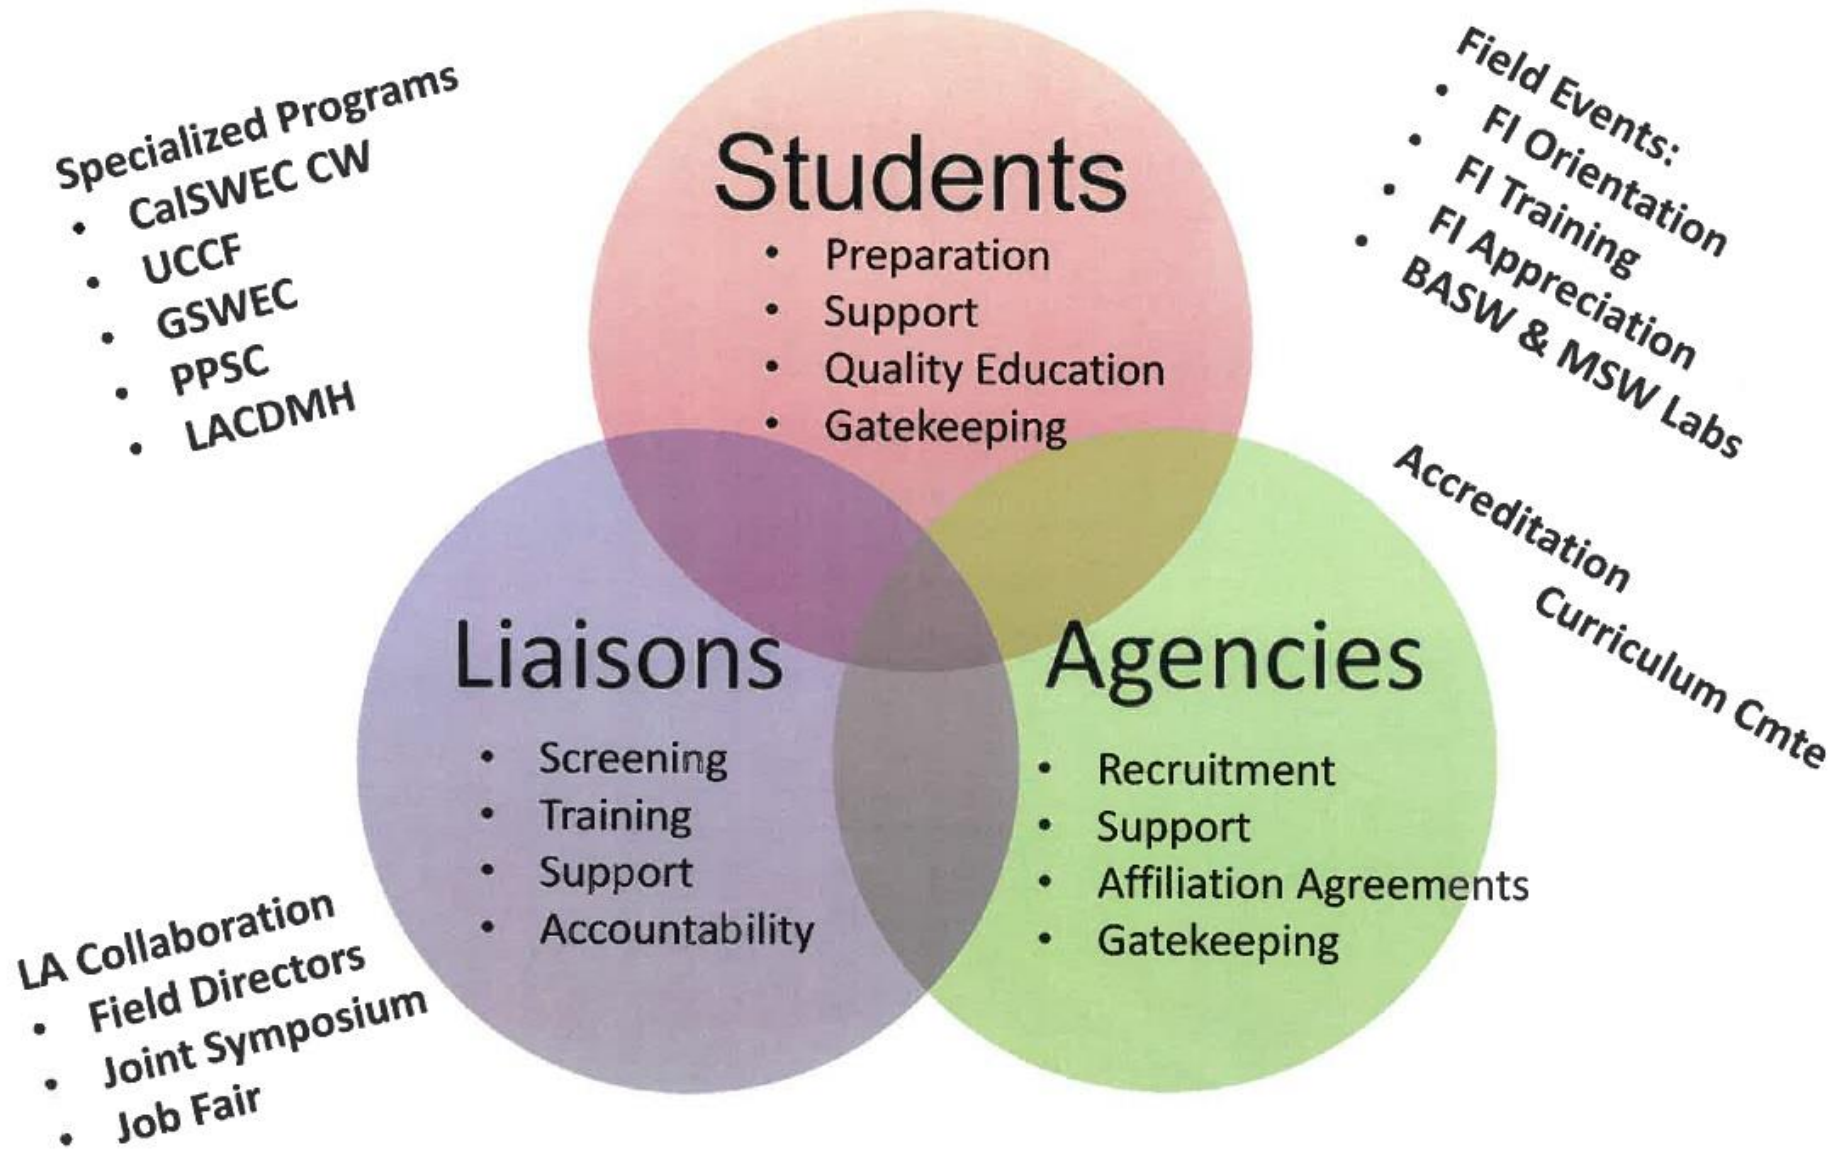 Specialized Programs
• CalSWEC CW
• UCCF
• GSWEC
• PPSC
• LACDMH
Students
• Preparation
• Support
• Quality Education
• Gatekeeping
Field Events:
• FI Orientation
• FI Training
• FI Appreciation
• BASW & MSW Labs
Accreditation
Curriculum Cmte
Liaisons
• Screening
• Training
• Support
• Accountability
Agencies
• Recruitment
• Support
• Affiliation Agreements
• Gatekeeping
LA Collaboration
• Field Directors
• Joint Symposium
• Job Fair